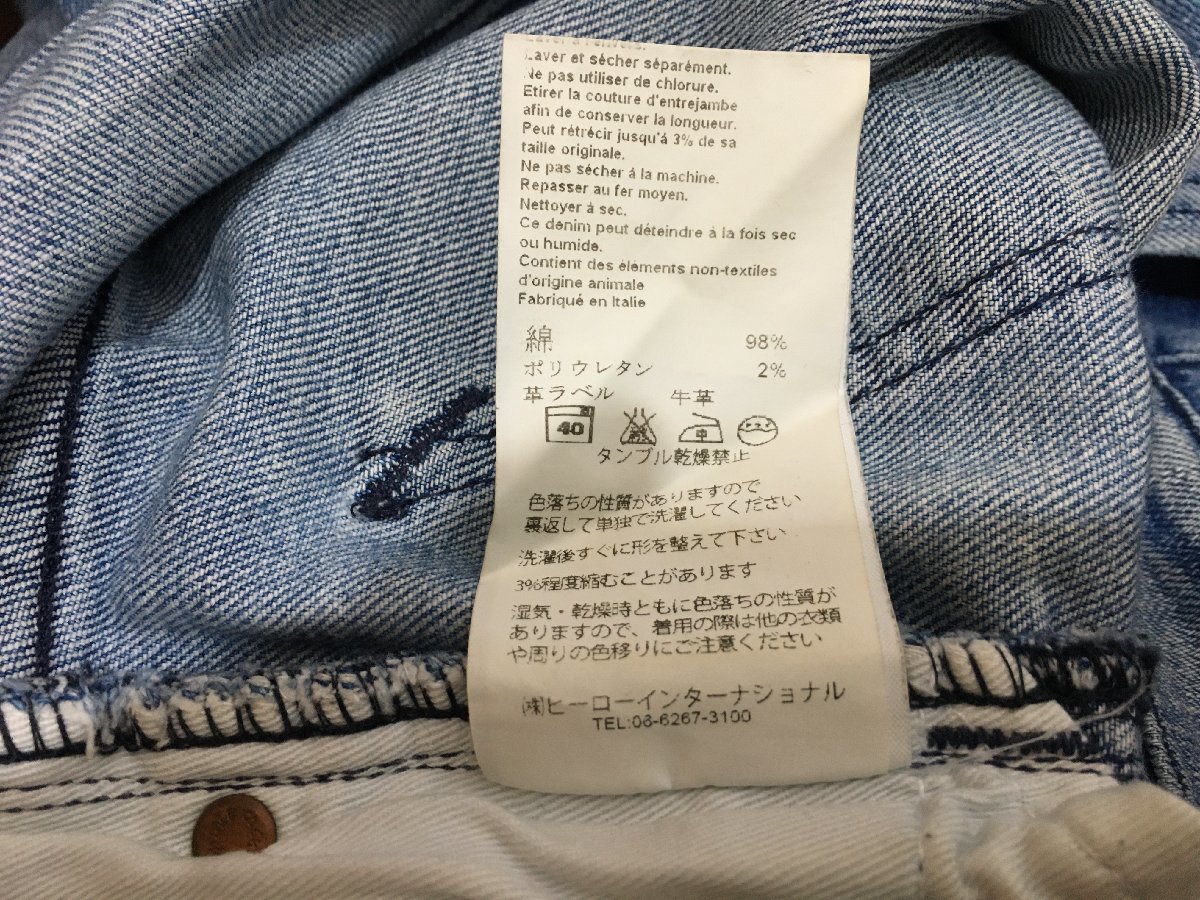 Laver à l'envers.
Laver et sécher séparément.
Ne pas utiliser de chlorure.
Etirer la couture d'entrejambe
afin de conserver la longueur.
Peut rétrécir jusqu'á 3% de sa
taille originale.
Ne pas sécher á la machine.
Repasser au fer moyen.
Nettoyer à sec.
Ce denim peut déteindre à la fois sec
ou humide.
Contient des éléments non-textiles
d'origine animale
Fabriqué en Italie
綿 98%
ポリウレタン 2%
革ラベル 牛革
40 中
タンブル乾燥禁止
色落ちの性質がありますので
裏返して単独で洗濯してください
洗濯後すぐに形を整えて下さい
3%程度縮むことがあります
湿気・乾燥時ともに色落ちの性質が
ありますので、着用の際は他の衣類
や周りの色移りにご注意ください
㈱ヒーローインターナショナル
TEL:06-6267-3100